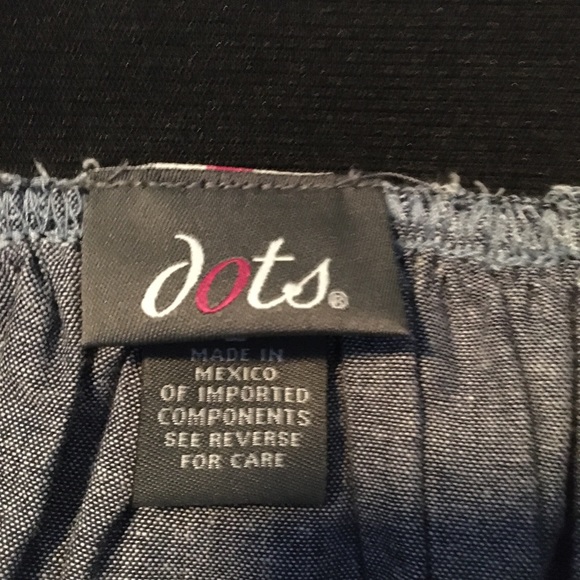 dots®
MADE IN
MEXICO
OF IMPORTED
COMPONENTS
SEE REVERSE
FOR CARE